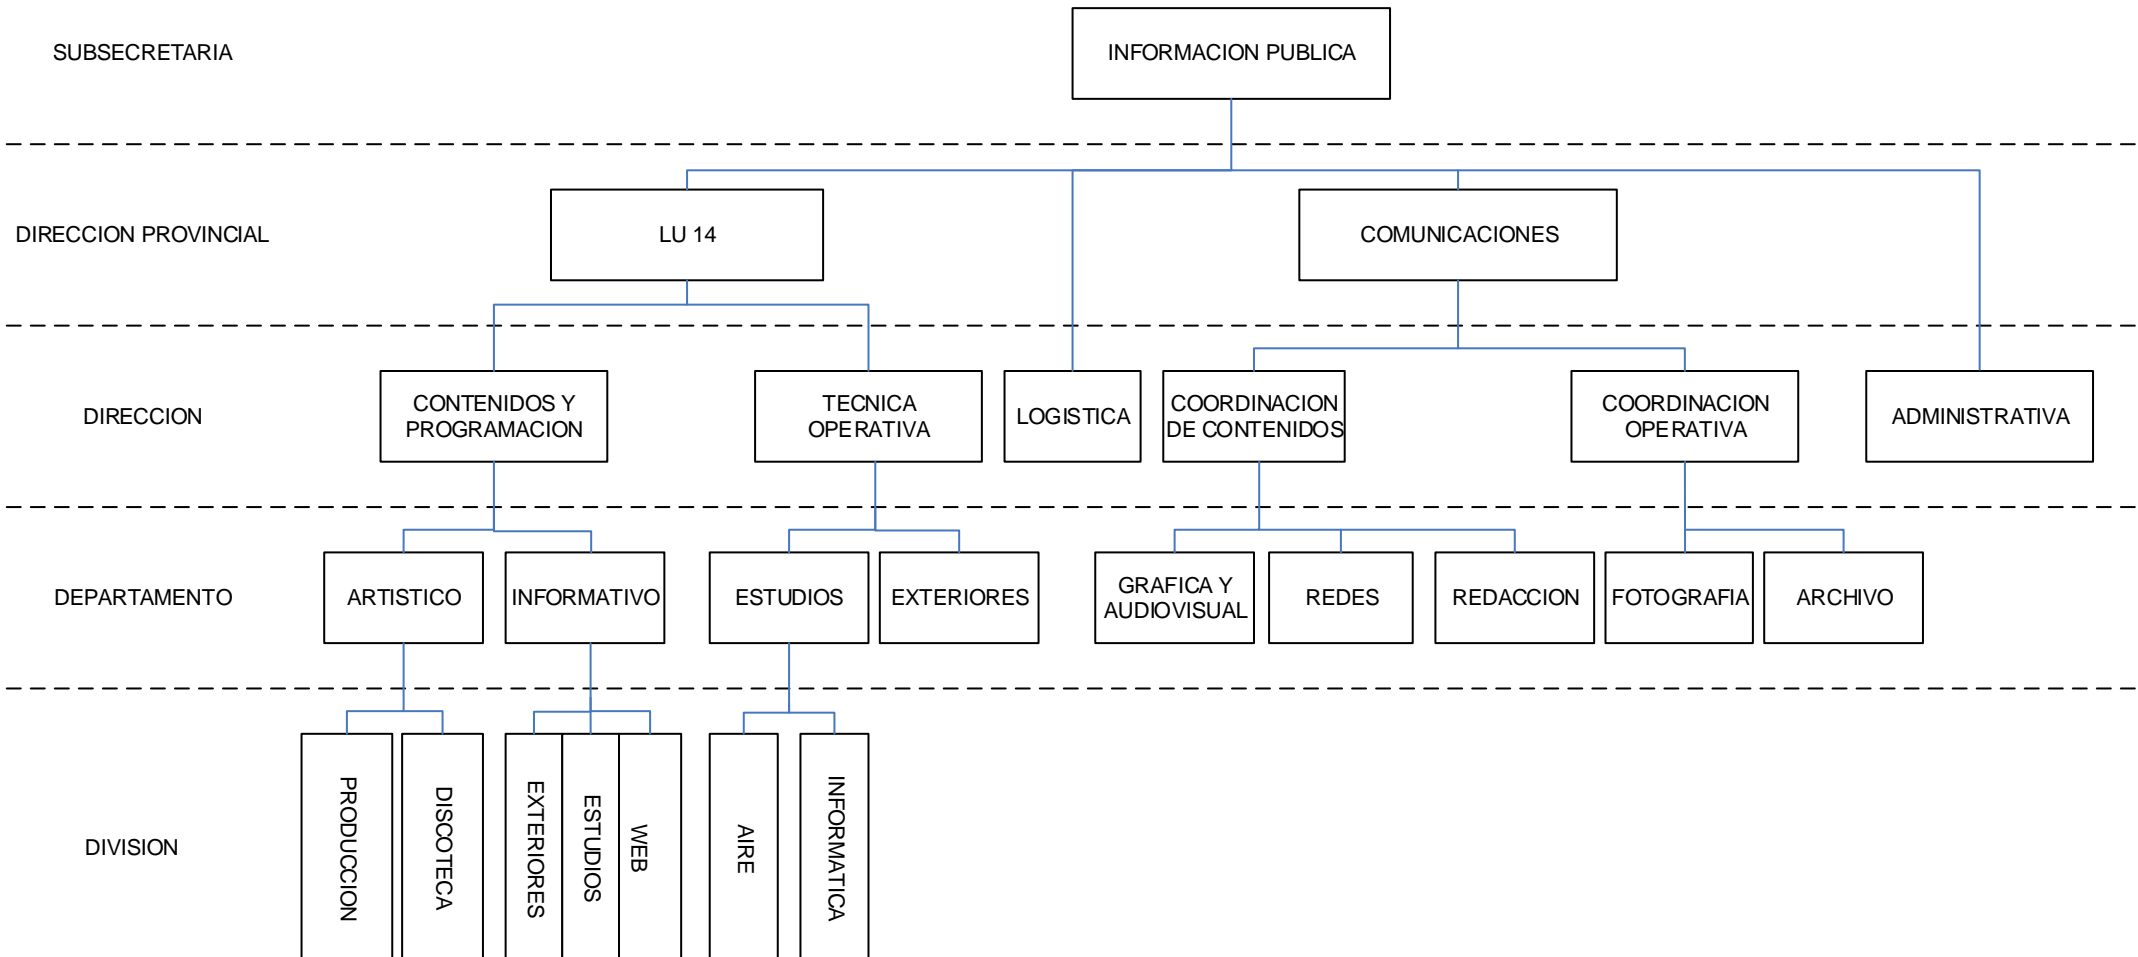 SUBSECRETARIA
INFORMACION PUBLICA
DIRECCION PROVINCIAL
LU 14
COMUNICACIONES
DIRECCION
CONTENIDOS Y
PROGRAMACION
TECNICA
OPERATIVA
LOGISTICA
COORDINACION
DE CONTENIDOS
COORDINACION
OPERATIVA
ADMINISTRATIVA
DEPARTAMENTO
ARTISTICO
INFORMATIVO
ESTUDIOS
EXTERIORES
GRAFICA Y
AUDIOVISUAL
REDES
REDACCION
FOTOGRAFIA
ARCHIVO
DIVISION
PRODUCCION
DISCOTECA
EXTERIORES
ESTUDIOS
WEB
AIRE
INFORMATICA